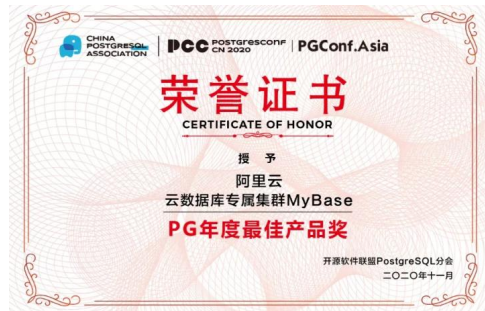 CHINA
POSTGRESQL
ASSOCIATION
PCC
POSTGRESCONF
CN 2020
PGConf.Asia
荣誉证书
CERTIFICATE OF HONOR
授 予
阿里云
云数据库专属集群MyBase
PG年度最佳产品奖
开源软件联盟PostgreSQL分会
二〇二〇年十一月